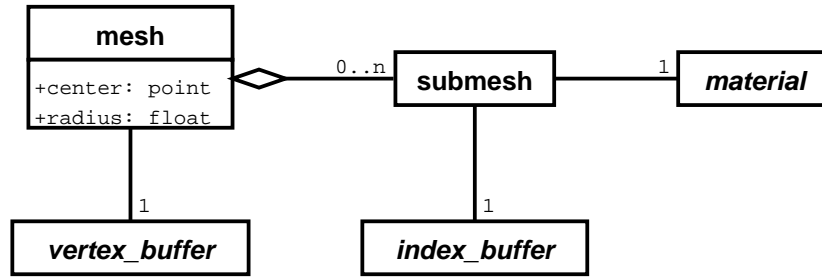 mesh
+center: point
+radius: float
0..n
submesh
1
material
1
vertex_buffer
1
index_buffer